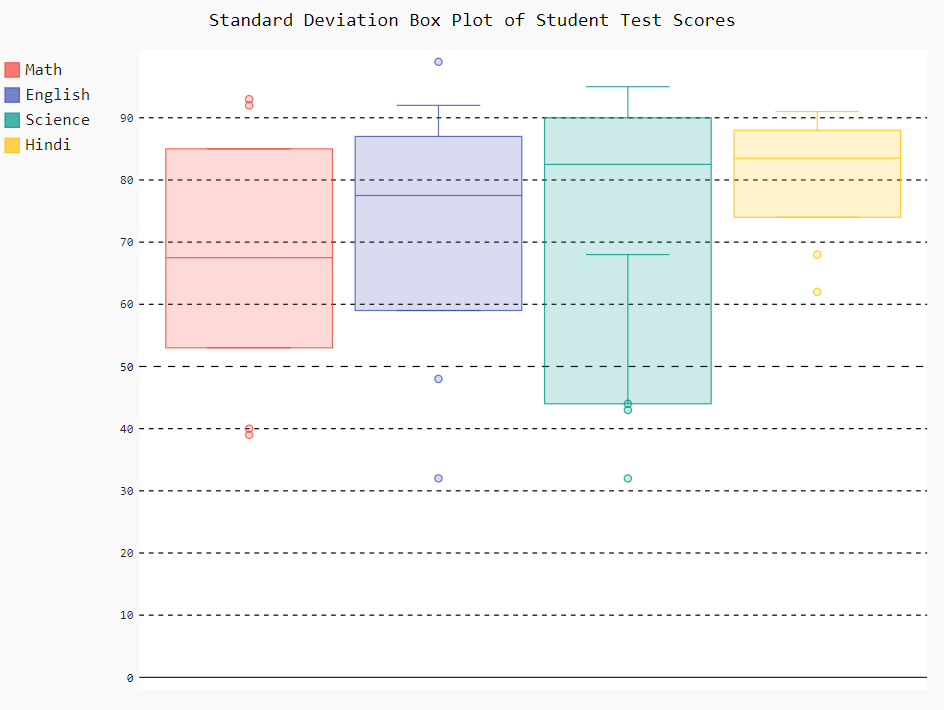 Standard Deviation Box Plot of Student Test Scores
Math
English
Science
Hindi
90
80
70
60
50
40
30
20
10
0